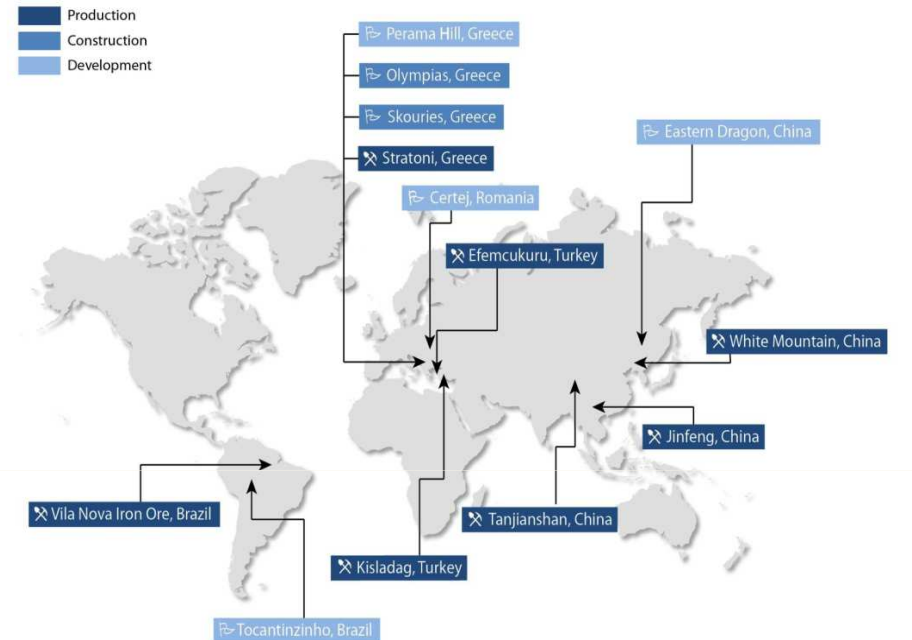 Production
Construction
Development
Perama Hill, Greece
Olympias, Greece
Skouries, Greece
Stratoni, Greece
Eastern Dragon, China
Certej, Romania
Efemcukuru, Turkey
White Mountain, China
Jinfeng, China
Vila Nova Iron Ore, Brazil
Tanjianshan, China
Kisladag, Turkey
Tocantinzinho, Brazil